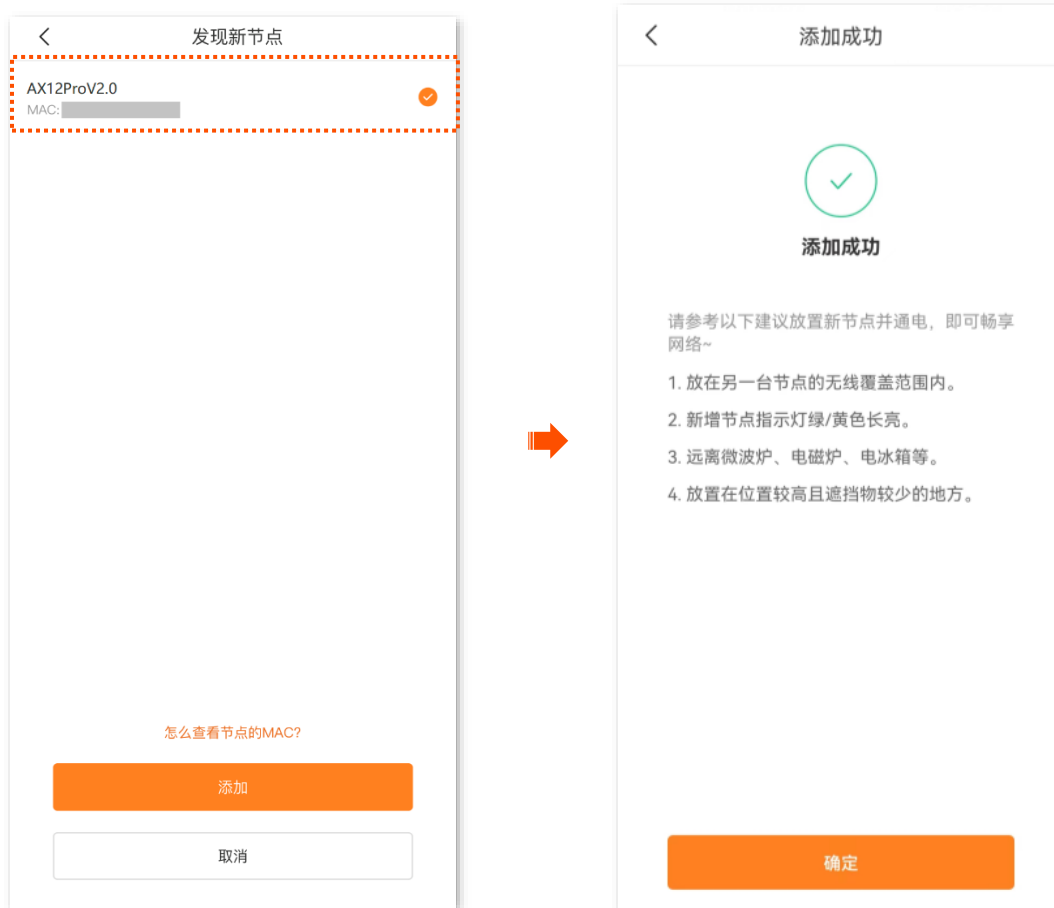 发现新节点
AX12ProV2.0
MAC:
怎么查看节点的MAC?
添加
取消
添加成功
添加成功
请参考以下建议放置新节点并通电，即可畅享
网络~
1. 放在另一台节点的无线覆盖范围内。
2. 新增节点指示灯绿/黄色长亮。
3. 远离微波炉、电磁炉、电冰箱等。
4. 放置在位置较高且遮挡物较少的地方。
确定